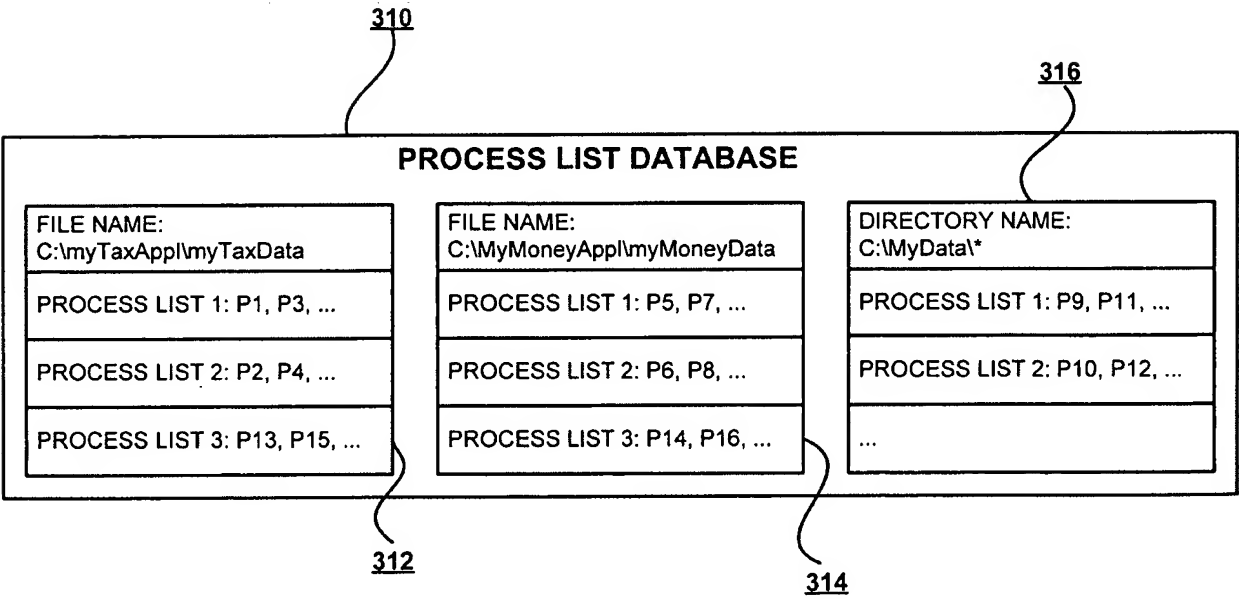 310
316
PROCESS LIST DATABASE
FILE NAME:
C:\myTaxAppl\myTaxData
PROCESS LIST 1: P1, P3, ...
PROCESS LIST 2: P2, P4, ...
PROCESS LIST 3: P13, P15, ...
FILE NAME:
C:\MyMoneyAppl\myMoneyData
PROCESS LIST 1: P5, P7, ...
PROCESS LIST 2: P6, P8, ...
PROCESS LIST 3: P14, P16, ...
DIRECTORY NAME:
C:\MyData\*
PROCESS LIST 1: P9, P11, ...
PROCESS LIST 2: P10, P12, ...
...
312
314